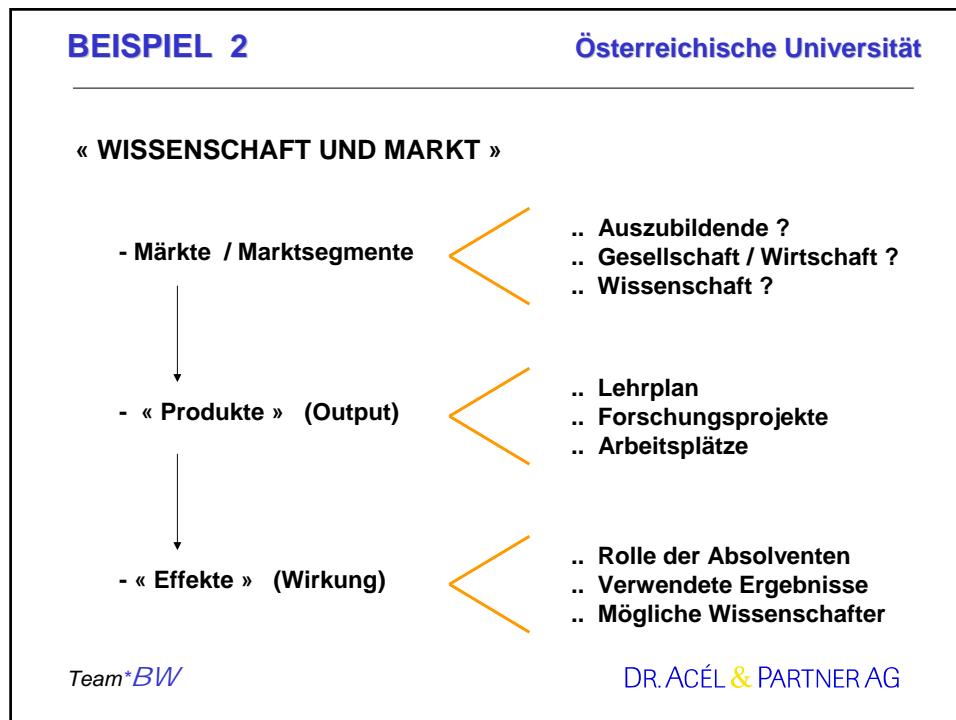 BEISPIEL 2 Österreichische Universität
« WISSENSCHAFT UND MARKT »
- Märkte / Marktsegmente
.. Auszubildende ?
.. Gesellschaft / Wirtschaft ?
.. Wissenschaft ?
- « Produkte » (Output)
.. Lehrplan
.. Forschungsprojekte
.. Arbeitsplätze
- « Effekte » (Wirkung)
.. Rolle der Absolventen
.. Verwendete Ergebnisse
.. Mögliche Wissenschafter
Team*BW DR. ACÉL & PARTNER AG